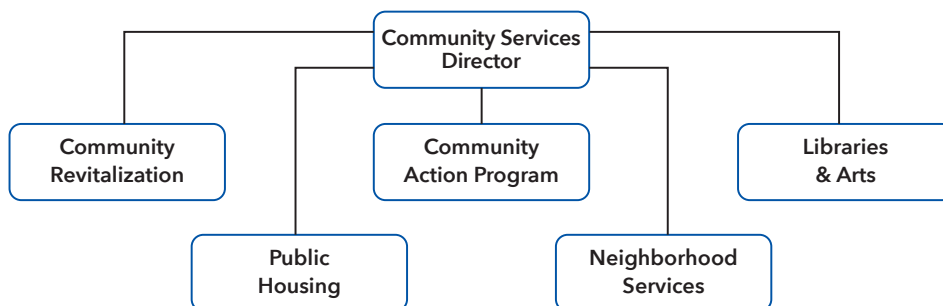 Community Services
Director
Community
Revitalization
Community
Action Program
Libraries
& Arts
Public
Housing
Neighborhood
Services